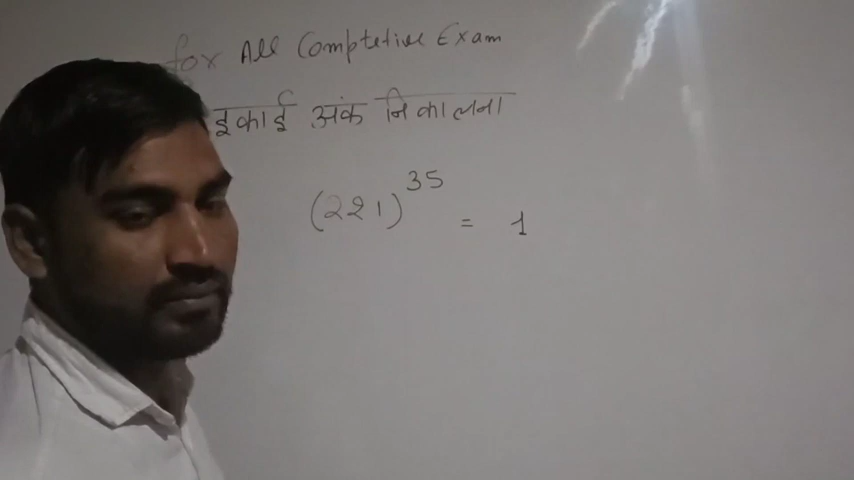 for All Comptetive Exam
इकाई अंक निकालना
(221)^35 = 1